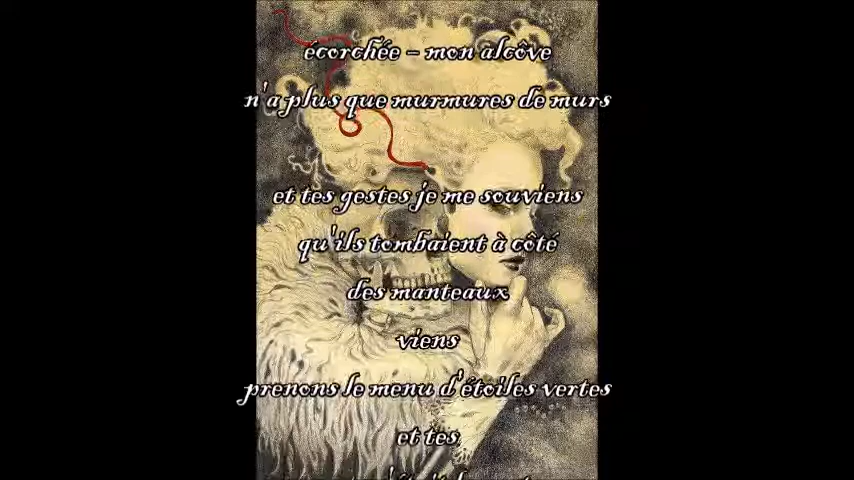 écorchée – mon alcôve
n'a plus que murmures de murs
et tes gestes je me souviens
qu'ils tombaient à côté
des manteaux
viens
prenons le menu d'étoiles vertes
et tes